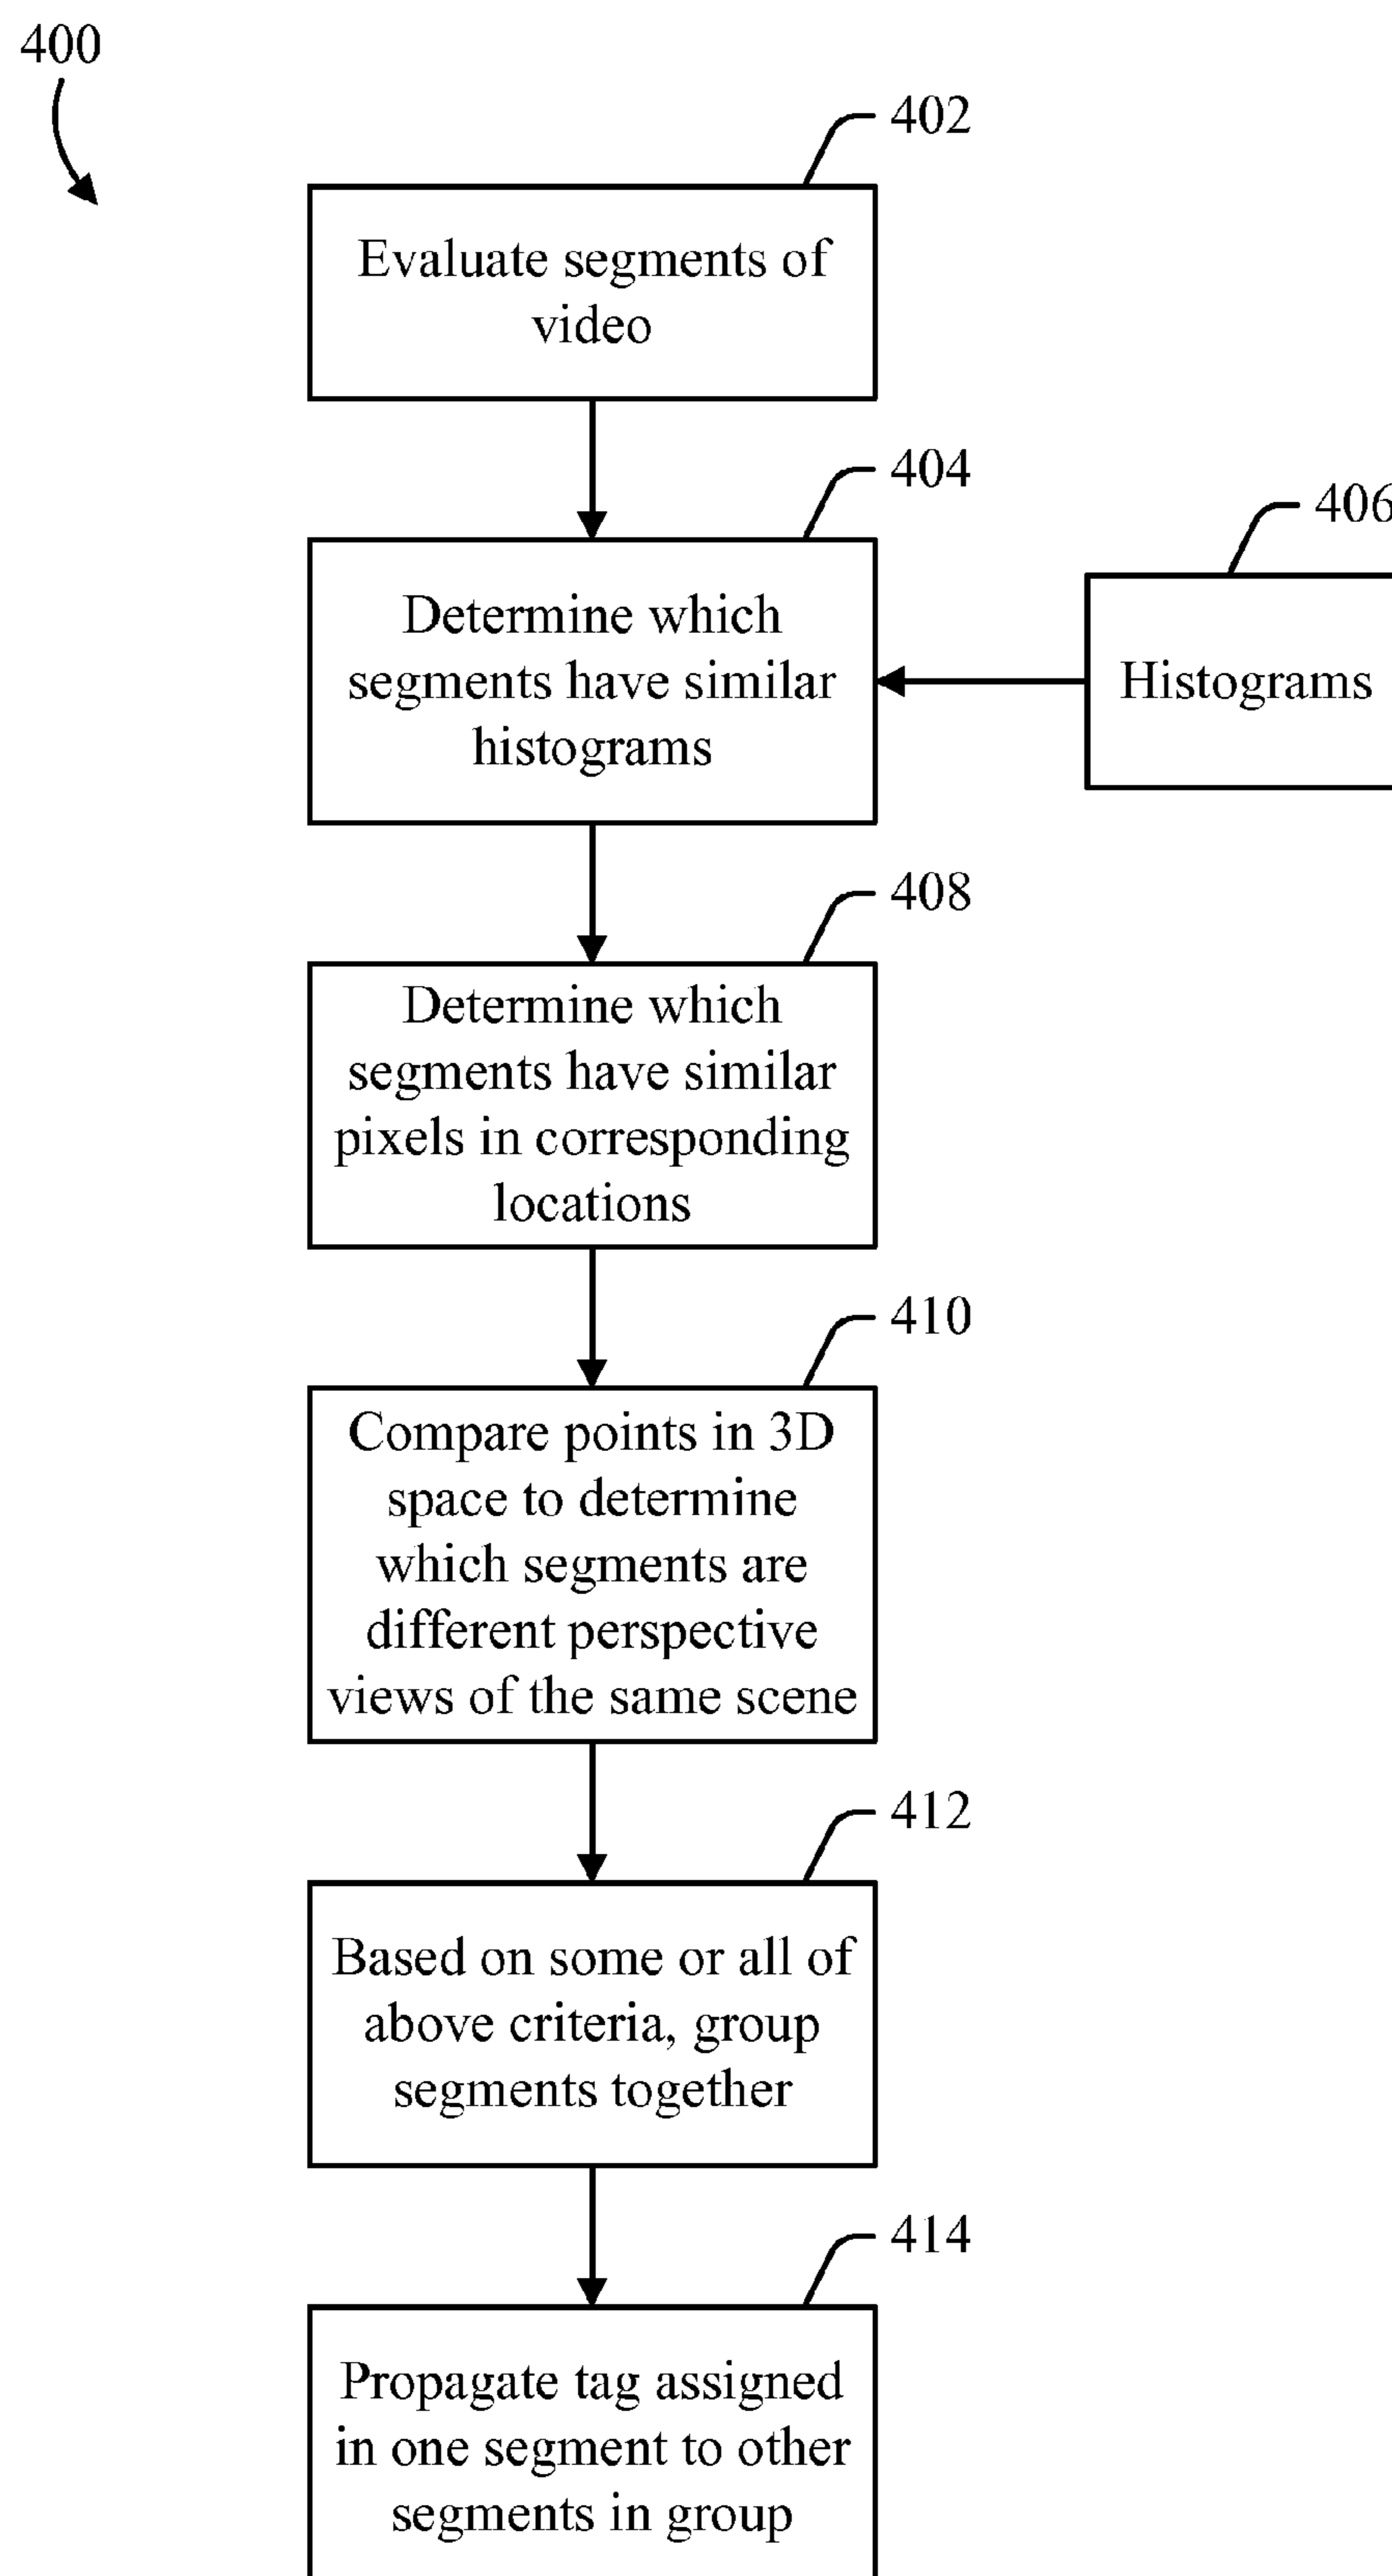 400
402
Evaluate segments of
video
404
Determine which
segments have similar
histograms
406
Histograms
408
Determine which
segments have similar
pixels in corresponding
locations
410
Compare points in 3D
space to determine
which segments are
different perspective
views of the same scene
412
Based on some or all of
above criteria, group
segments together
414
Propagate tag assigned
in one segment to other
segments in group